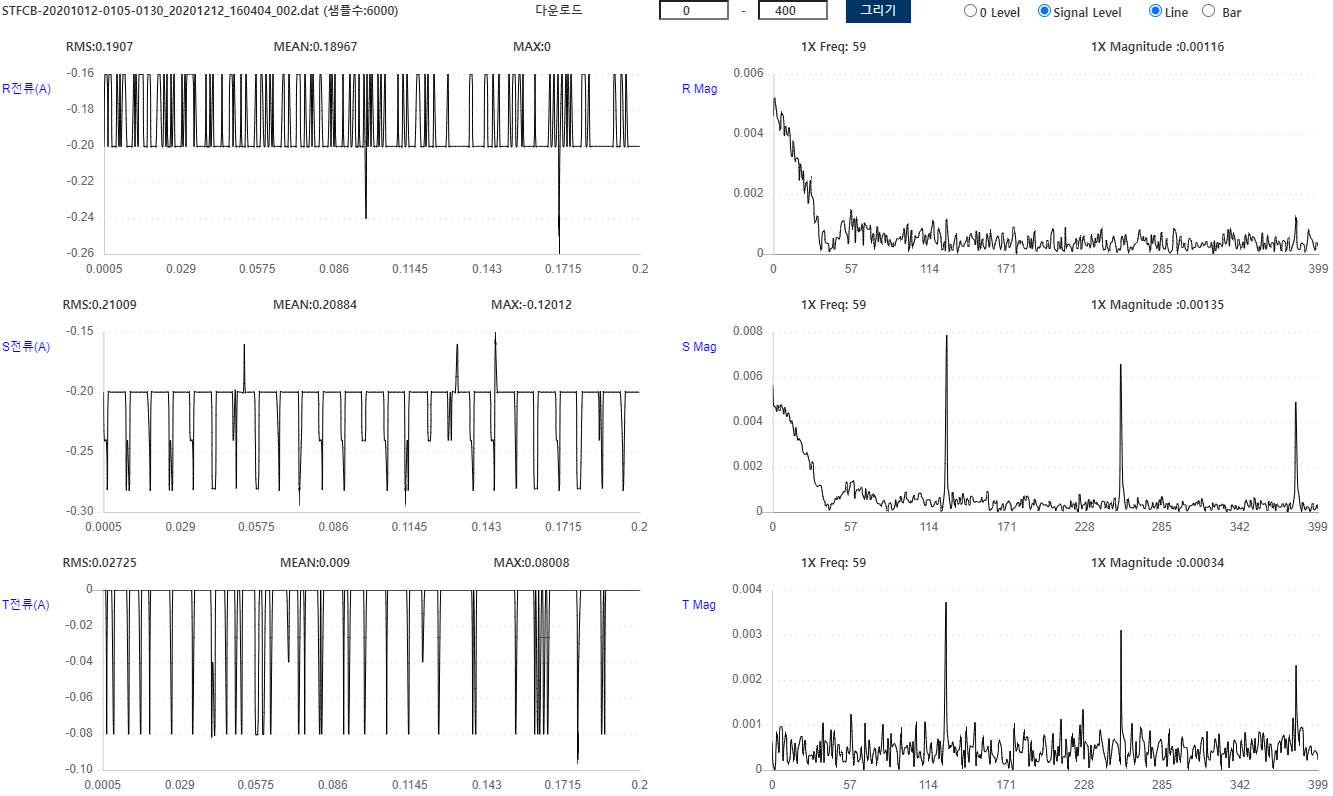 STFCB-20201012-0105-0130_20201212_160404_002.dat (샘플수:6000) 다운로드 0 - 400 그리기 0 Level Signal Level Line Bar
RMS:0.1907 MEAN:0.18967 MAX:0 1X Freq: 59 1X Magnitude :0.00116
R전류(A)
-0.16
-0.18
-0.20
-0.22
-0.24
-0.26
0.0005 0.029 0.0575 0.086 0.1145 0.143 0.1715 0.2
R Mag
0.006
0.004
0.002
0
0 57 114 171 228 285 342 399
RMS:0.21009 MEAN:0.20884 MAX:-0.12012 1X Freq: 59 1X Magnitude :0.00135
S전류(A)
-0.15
-0.20
-0.25
-0.30
0.0005 0.029 0.0575 0.086 0.1145 0.143 0.1715 0.2
S Mag
0.008
0.006
0.004
0.002
0
0 57 114 171 228 285 342 399
RMS:0.02725 MEAN:0.009 MAX:0.08008 1X Freq: 59 1X Magnitude :0.00034
T전류(A)
0
-0.02
-0.04
-0.06
-0.08
-0.10
0.0005 0.029 0.0575 0.086 0.1145 0.143 0.1715 0.2
T Mag
0.004
0.003
0.002
0.001
0
0 57 114 171 228 285 342 399